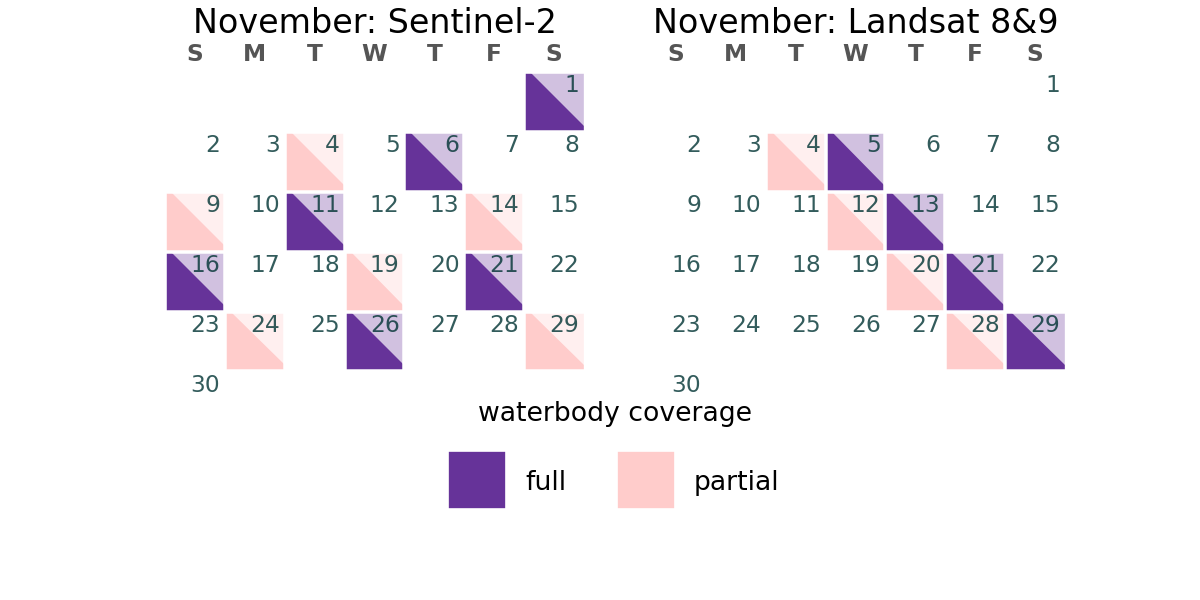 November: Sentinel-2
S M T W T F S
1
2 3 4 5 6 7 8
9 10 11 12 13 14 15
16 17 18 19 20 21 22
23 24 25 26 27 28 29
30
November: Landsat 8&9
S M T W T F S
1
2 3 4 5 6 7 8
9 10 11 12 13 14 15
16 17 18 19 20 21 22
23 24 25 26 27 28 29
30
waterbody coverage
full
partial